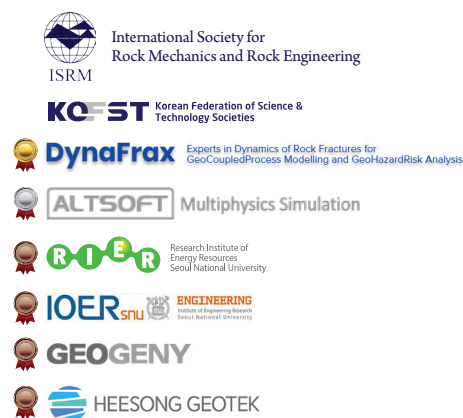 International Society for
Rock Mechanics and Rock Engineering
ISRM
KOFST Korean Federation of Science &
Technology Societies
DynaFrax Experts in Dynamics of Rock Fractures for
GeoCoupledProcess Modelling and GeoHazardRisk Analysis
ALTSOFT Multiphysics Simulation
RIER
Research Institute of
Energy Resources
Seoul National University
IOER snu
ENGINEERING
Institute of Engineering Research
Seoul National University
GEOGENY
HEESONG GEOTEK